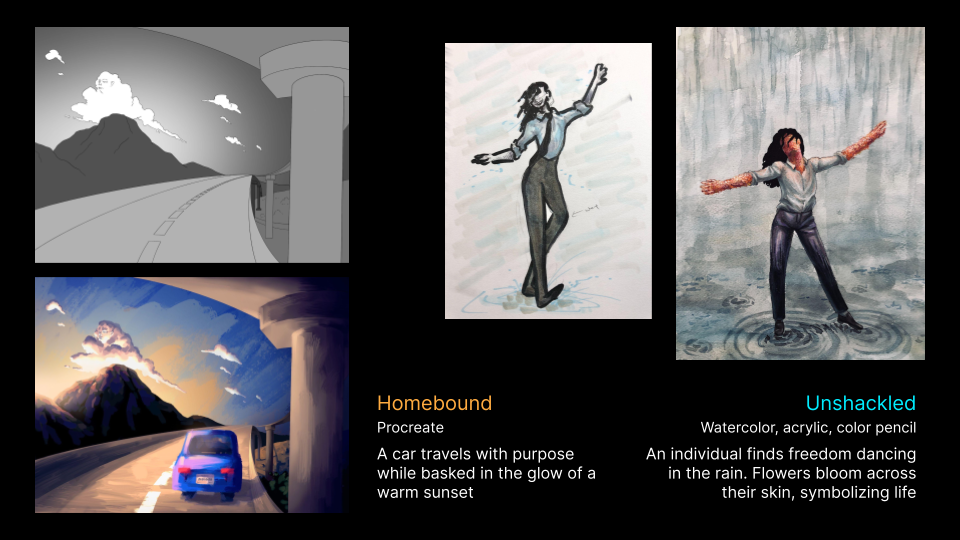 Homebound
Procreate
A car travels with purpose
while basked in the glow of a
warm sunset
Unshackled
Watercolor, acrylic, color pencil
An individual finds freedom dancing
in the rain. Flowers bloom across
their skin, symbolizing life